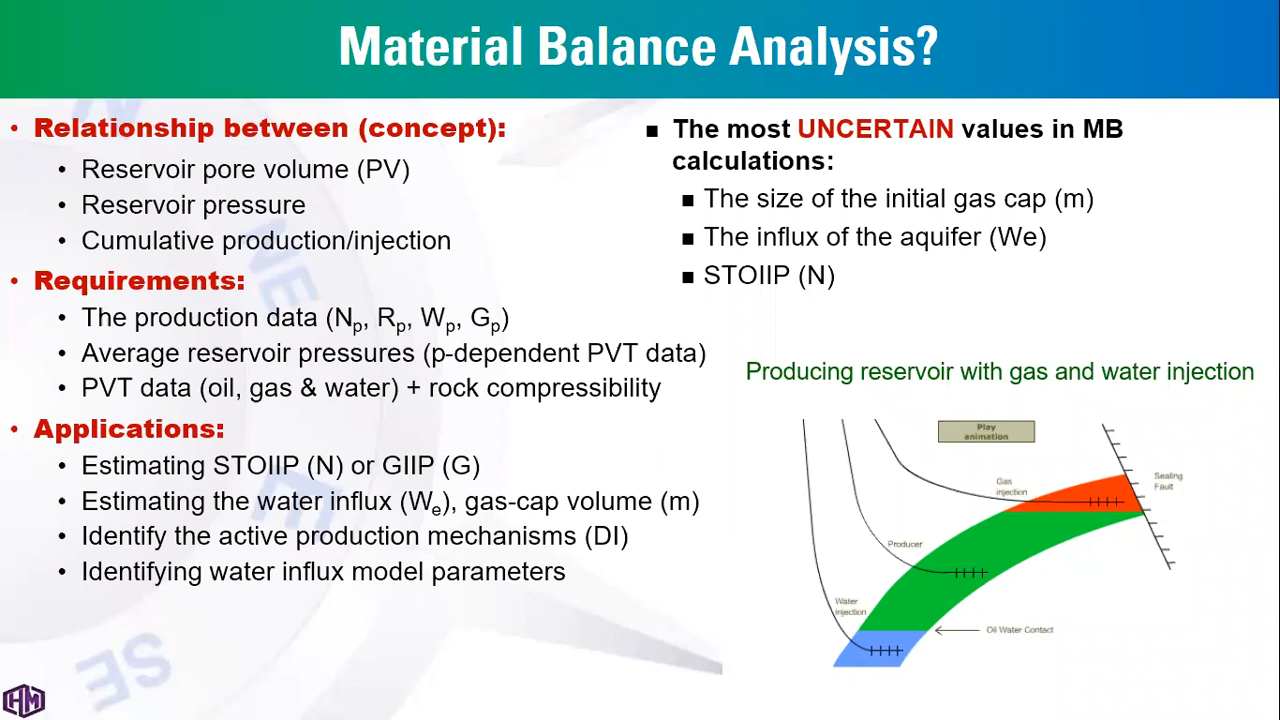 Material Balance Analysis?
• Relationship between (concept):
• Reservoir pore volume (PV)
• Reservoir pressure
• Cumulative production/injection
• Requirements:
• The production data (Np, Rp, Wp, Gp)
• Average reservoir pressures (p-dependent PVT data)
• PVT data (oil, gas & water) + rock compressibility
• Applications:
• Estimating STOIIP (N) or GIIP (G)
• Estimating the water influx (We), gas-cap volume (m)
• Identify the active production mechanisms (DI)
• Identifying water influx model parameters
■ The most UNCERTAIN values in MB
calculations:
■ The size of the initial gas cap (m)
■ The influx of the aquifer (We)
■ STOIIP (N)
Producing reservoir with gas and water injection
Play
animation
Gas
injection
Sealing
Fault
Producer
Water
injection
Oil Water Contact
NE
E
SE
HM